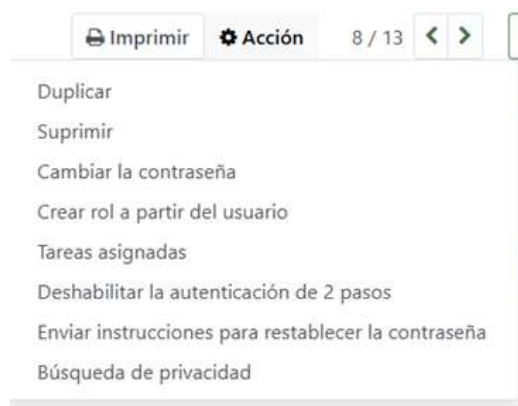 Imprimir Acción 8 / 13
Duplicar
Suprimir
Cambiar la contraseña
Crear rol a partir del usuario
Tareas asignadas
Deshabilitar la autenticación de 2 pasos
Enviar instrucciones para restablecer la contraseña
Búsqueda de privacidad